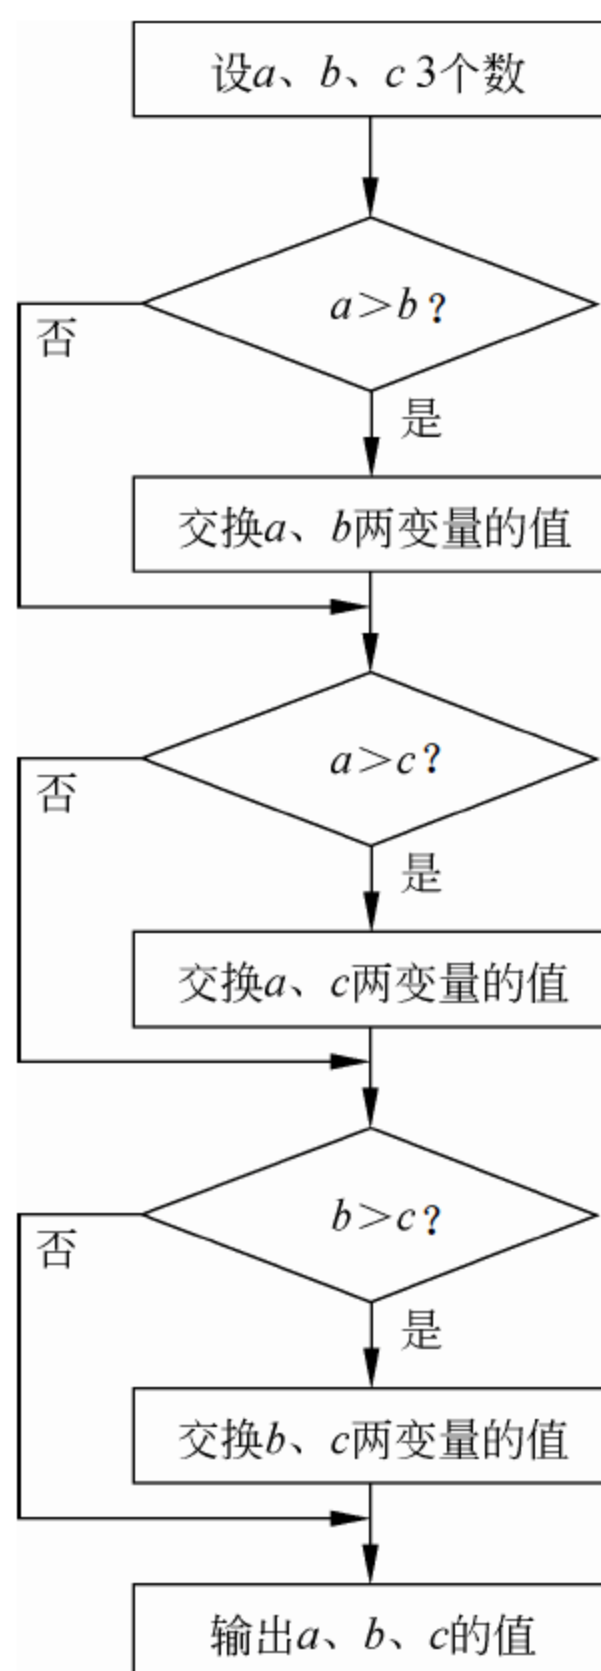 设a、b、c 3个数
a>b?
否
是
交换a、b两变量的值
a>c?
否
是
交换a、c两变量的值
b>c?
否
是
交换b、c两变量的值
输出a、b、c的值